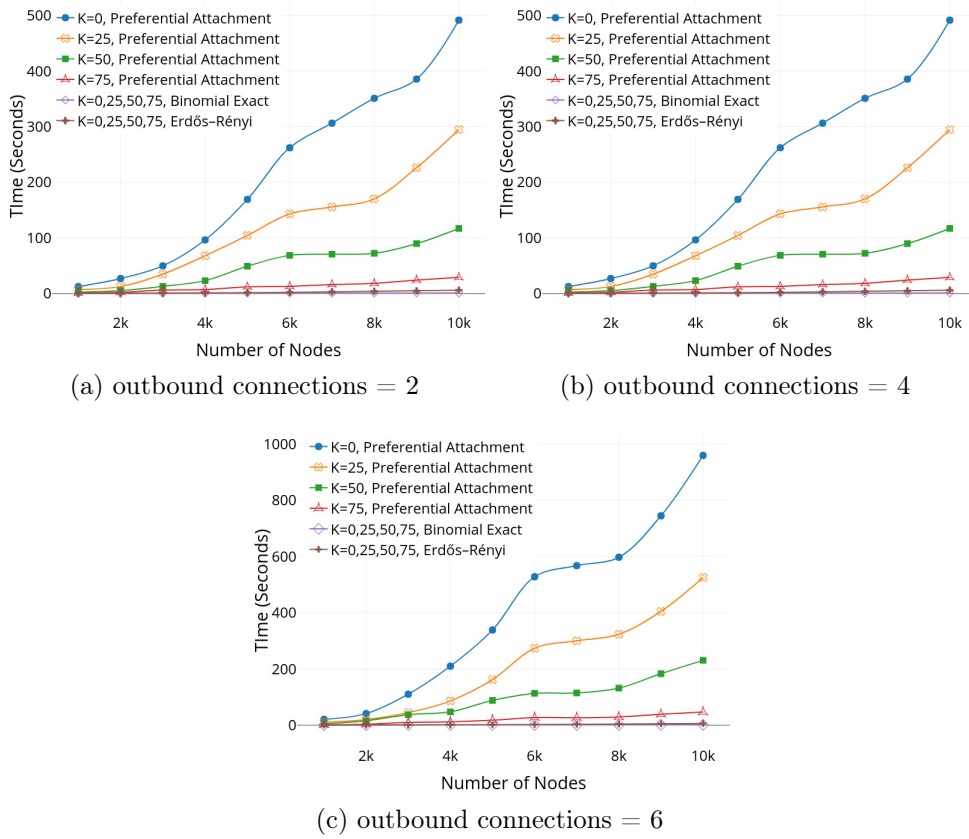 500
400
300
200
100
0
TIme (Seconds)
K=0, Preferential Attachment
K=25, Preferential Attachment
K=50, Preferential Attachment
K=75, Preferential Attachment
K=0,25,50,75, Binomial Exact
K=0,25,50,75, Erdős–Rényi
2k 4k 6k 8k 10k
Number of Nodes
(a) outbound connections = 2
500
400
300
200
100
0
TIme (Seconds)
K=0, Preferential Attachment
K=25, Preferential Attachment
K=50, Preferential Attachment
K=75, Preferential Attachment
K=0,25,50,75, Binomial Exact
K=0,25,50,75, Erdős–Rényi
2k 4k 6k 8k 10k
Number of Nodes
(b) outbound connections = 4
1000
800
600
400
200
0
TIme (Seconds)
K=0, Preferential Attachment
K=25, Preferential Attachment
K=50, Preferential Attachment
K=75, Preferential Attachment
K=0,25,50,75, Binomial Exact
K=0,25,50,75, Erdős–Rényi
2k 4k 6k 8k 10k
Number of Nodes
(c) outbound connections = 6